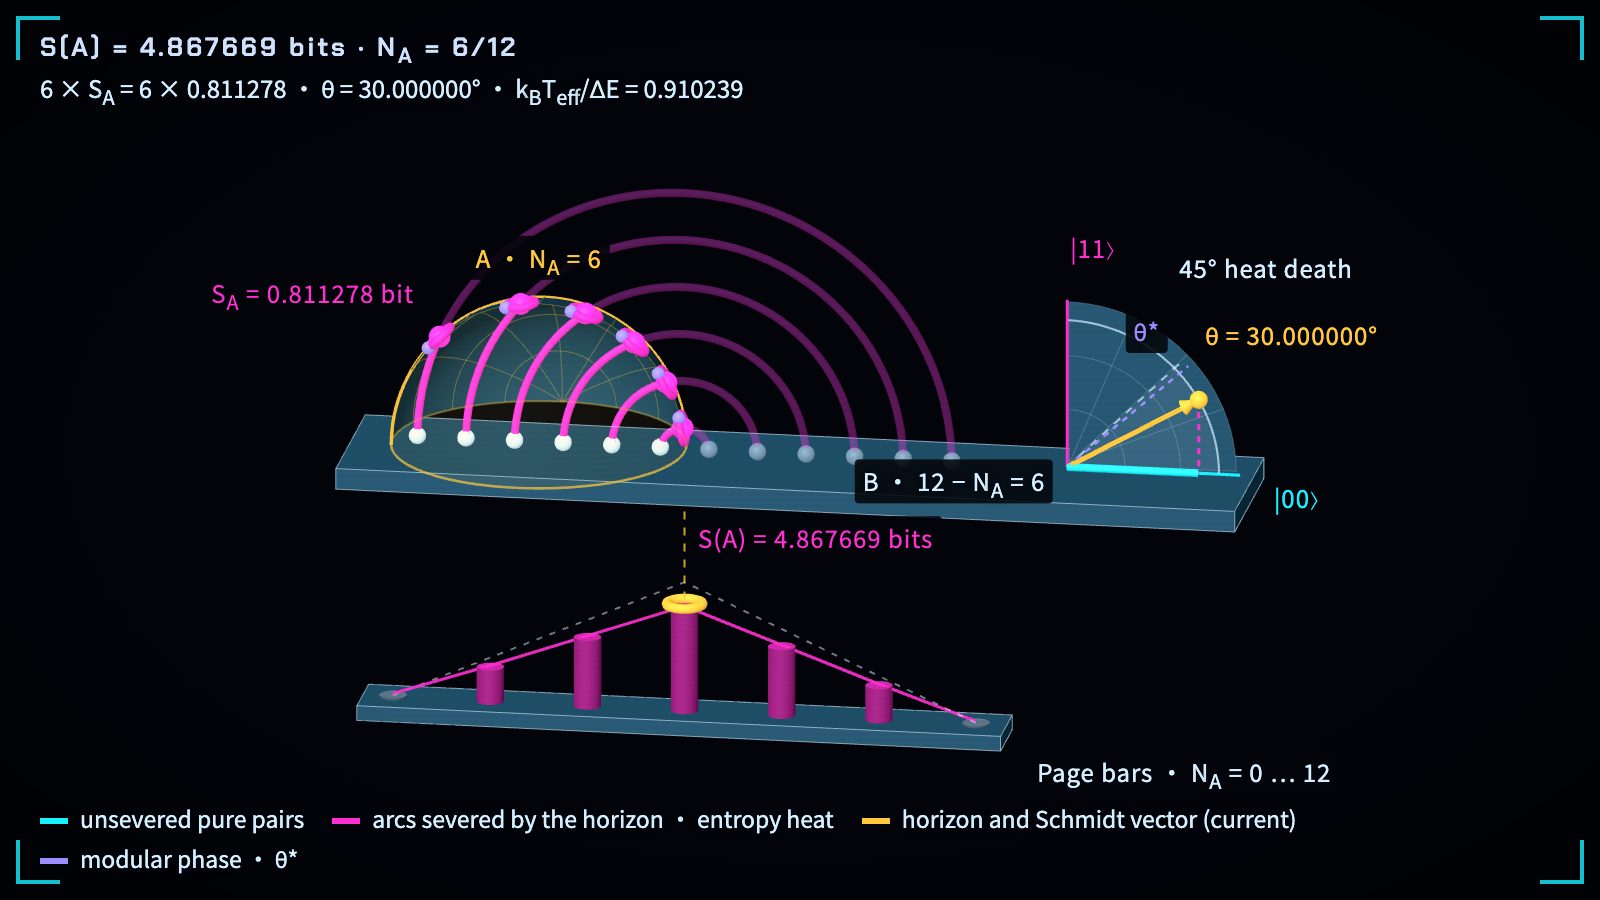 S(A) = 4.867669 bits · N_A = 6/12
6 × S_A = 6 × 0.811278 • θ = 30.000000° • k_BT_eff/ΔE = 0.910239
|11⟩
45° heat death
A • N_A = 6
S_A = 0.811278 bit
θ*
θ = 30.000000°
B • 12 − N_A = 6
|00⟩
S(A) = 4.867669 bits
Page bars • N_A = 0 … 12
unsevered pure pairs
arcs severed by the horizon • entropy heat
horizon and Schmidt vector (current)
modular phase • θ*